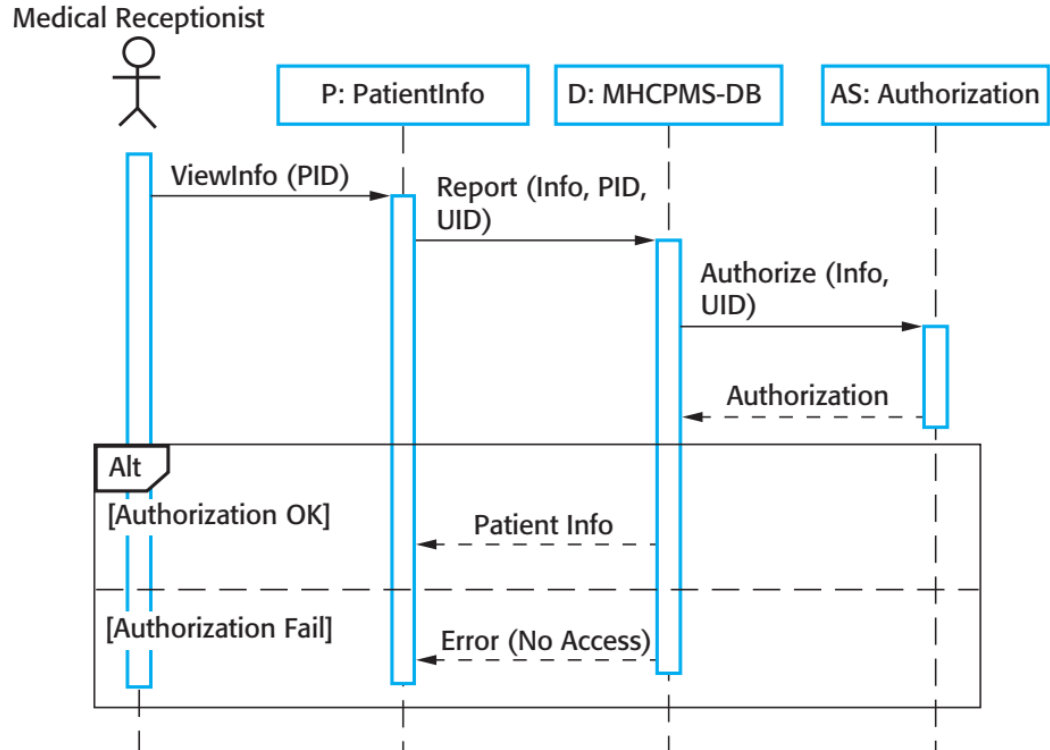 Medical Receptionist
P: PatientInfo
D: MHCPMS-DB
AS: Authorization
ViewInfo (PID)
Report (Info, PID,
UID)
Authorize (Info,
UID)
Authorization
Alt
[Authorization OK]
Patient Info
[Authorization Fail]
Error (No Access)